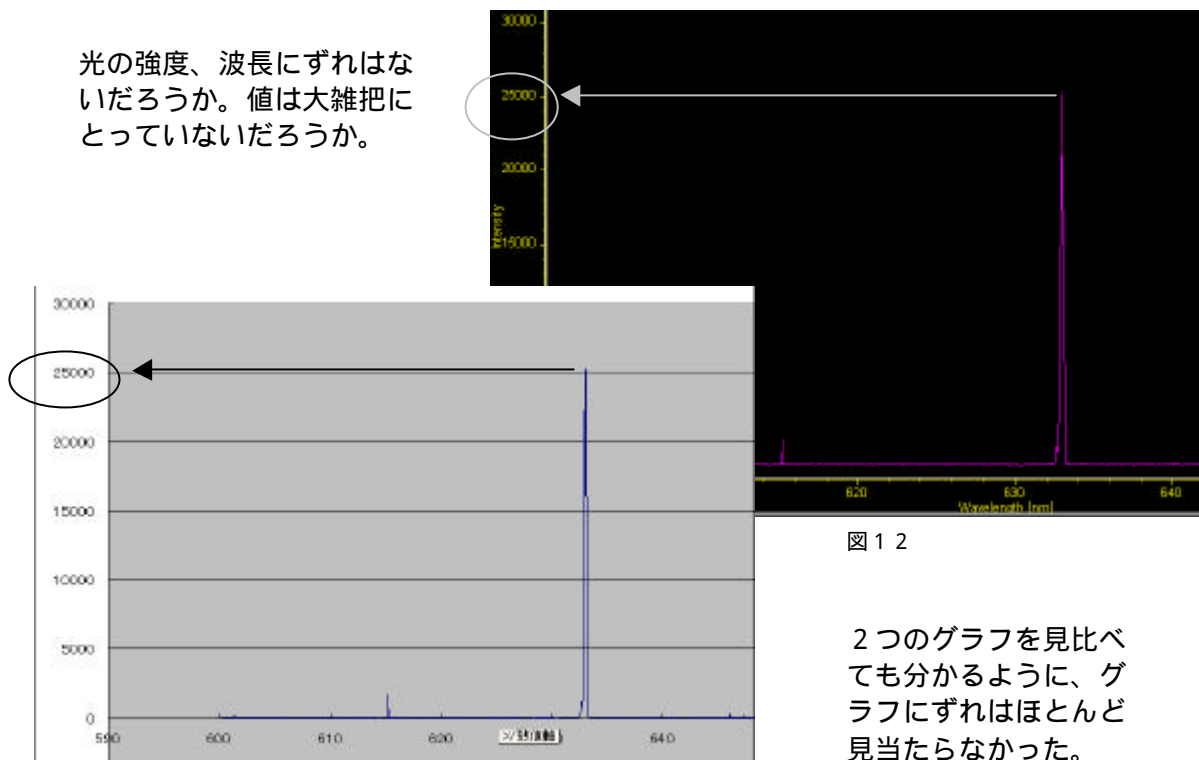 光の強度、波長にずれはな
いだろうか。値は大雑把に
とっていないだろうか。
30000
25000
20000
15000
Intensity
620 630 640
Wavelength [nm]
図１２
30000
25000
20000
15000
10000
5000
0
590 600 610 620 640
２つのグラフを見比べ
ても分かるように、グ
ラフにずれはほとんど
見当たらなかった。